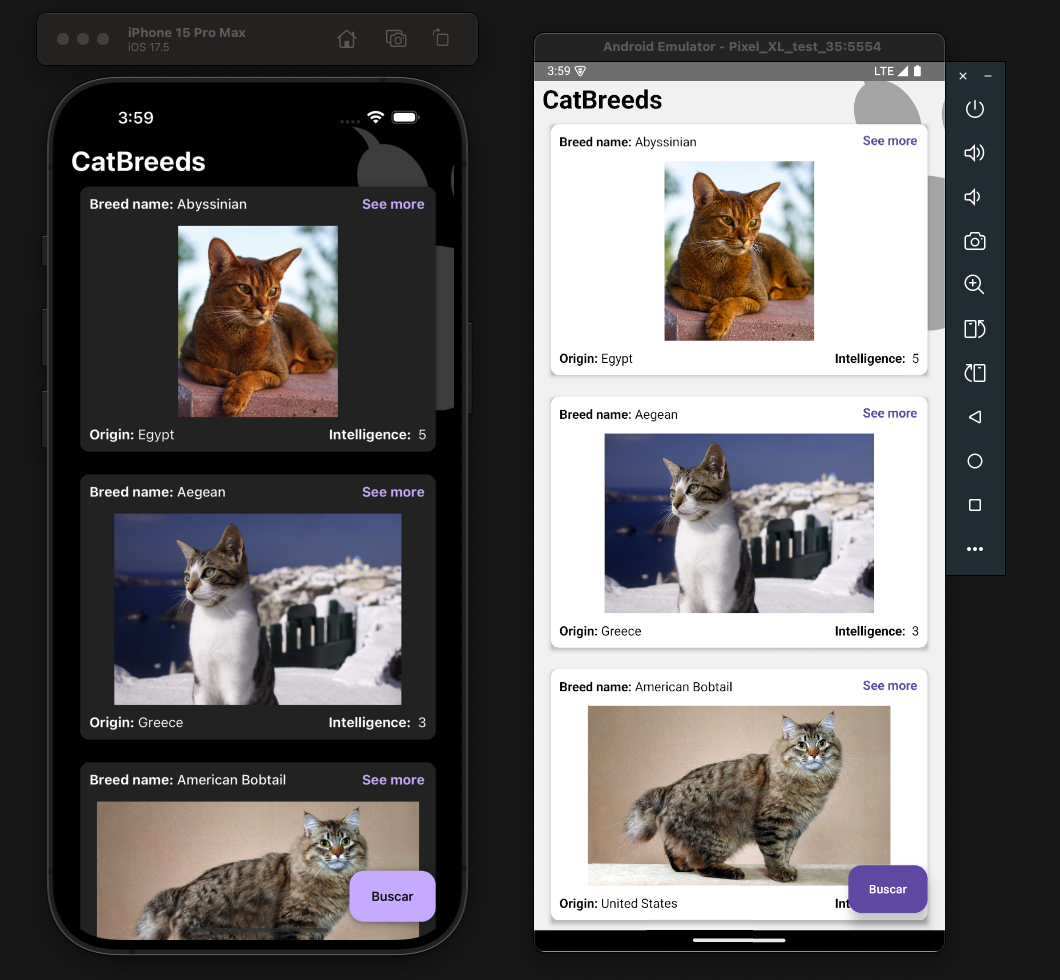 iPhone 15 Pro Max
iOS 17.5
3:59
CatBreeds
Breed name: Abyssinian See more
Origin: Egypt Intelligence: 5
Breed name: Aegean See more
Origin: Greece Intelligence: 3
Breed name: American Bobtail See more
Buscar
Android Emulator - Pixel_XL_test_35:5554
3:59 LTE
CatBreeds
Breed name: Abyssinian See more
Origin: Egypt Intelligence: 5
Breed name: Aegean See more
Origin: Greece Intelligence: 3
Breed name: American Bobtail See more
Origin: United States Int
Buscar